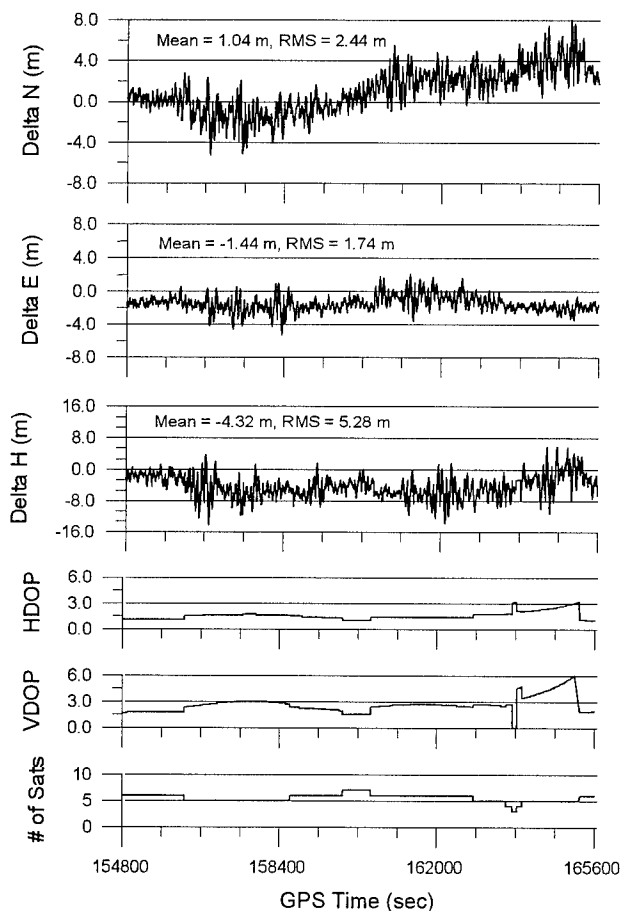 8.0
4.0
0.0
-4.0
-8.0
Delta N (m)
Mean = 1.04 m, RMS = 2.44 m
8.0
4.0
0.0
-4.0
-8.0
Delta E (m)
Mean = -1.44 m, RMS = 1.74 m
16.0
8.0
0.0
-8.0
-16.0
Delta H (m)
Mean = -4.32 m, RMS = 5.28 m
6.0
3.0
0.0
HDOP
6.0
3.0
0.0
VDOP
10
5
0
# of Sats
154800 158400 162000 165600
GPS Time (sec)